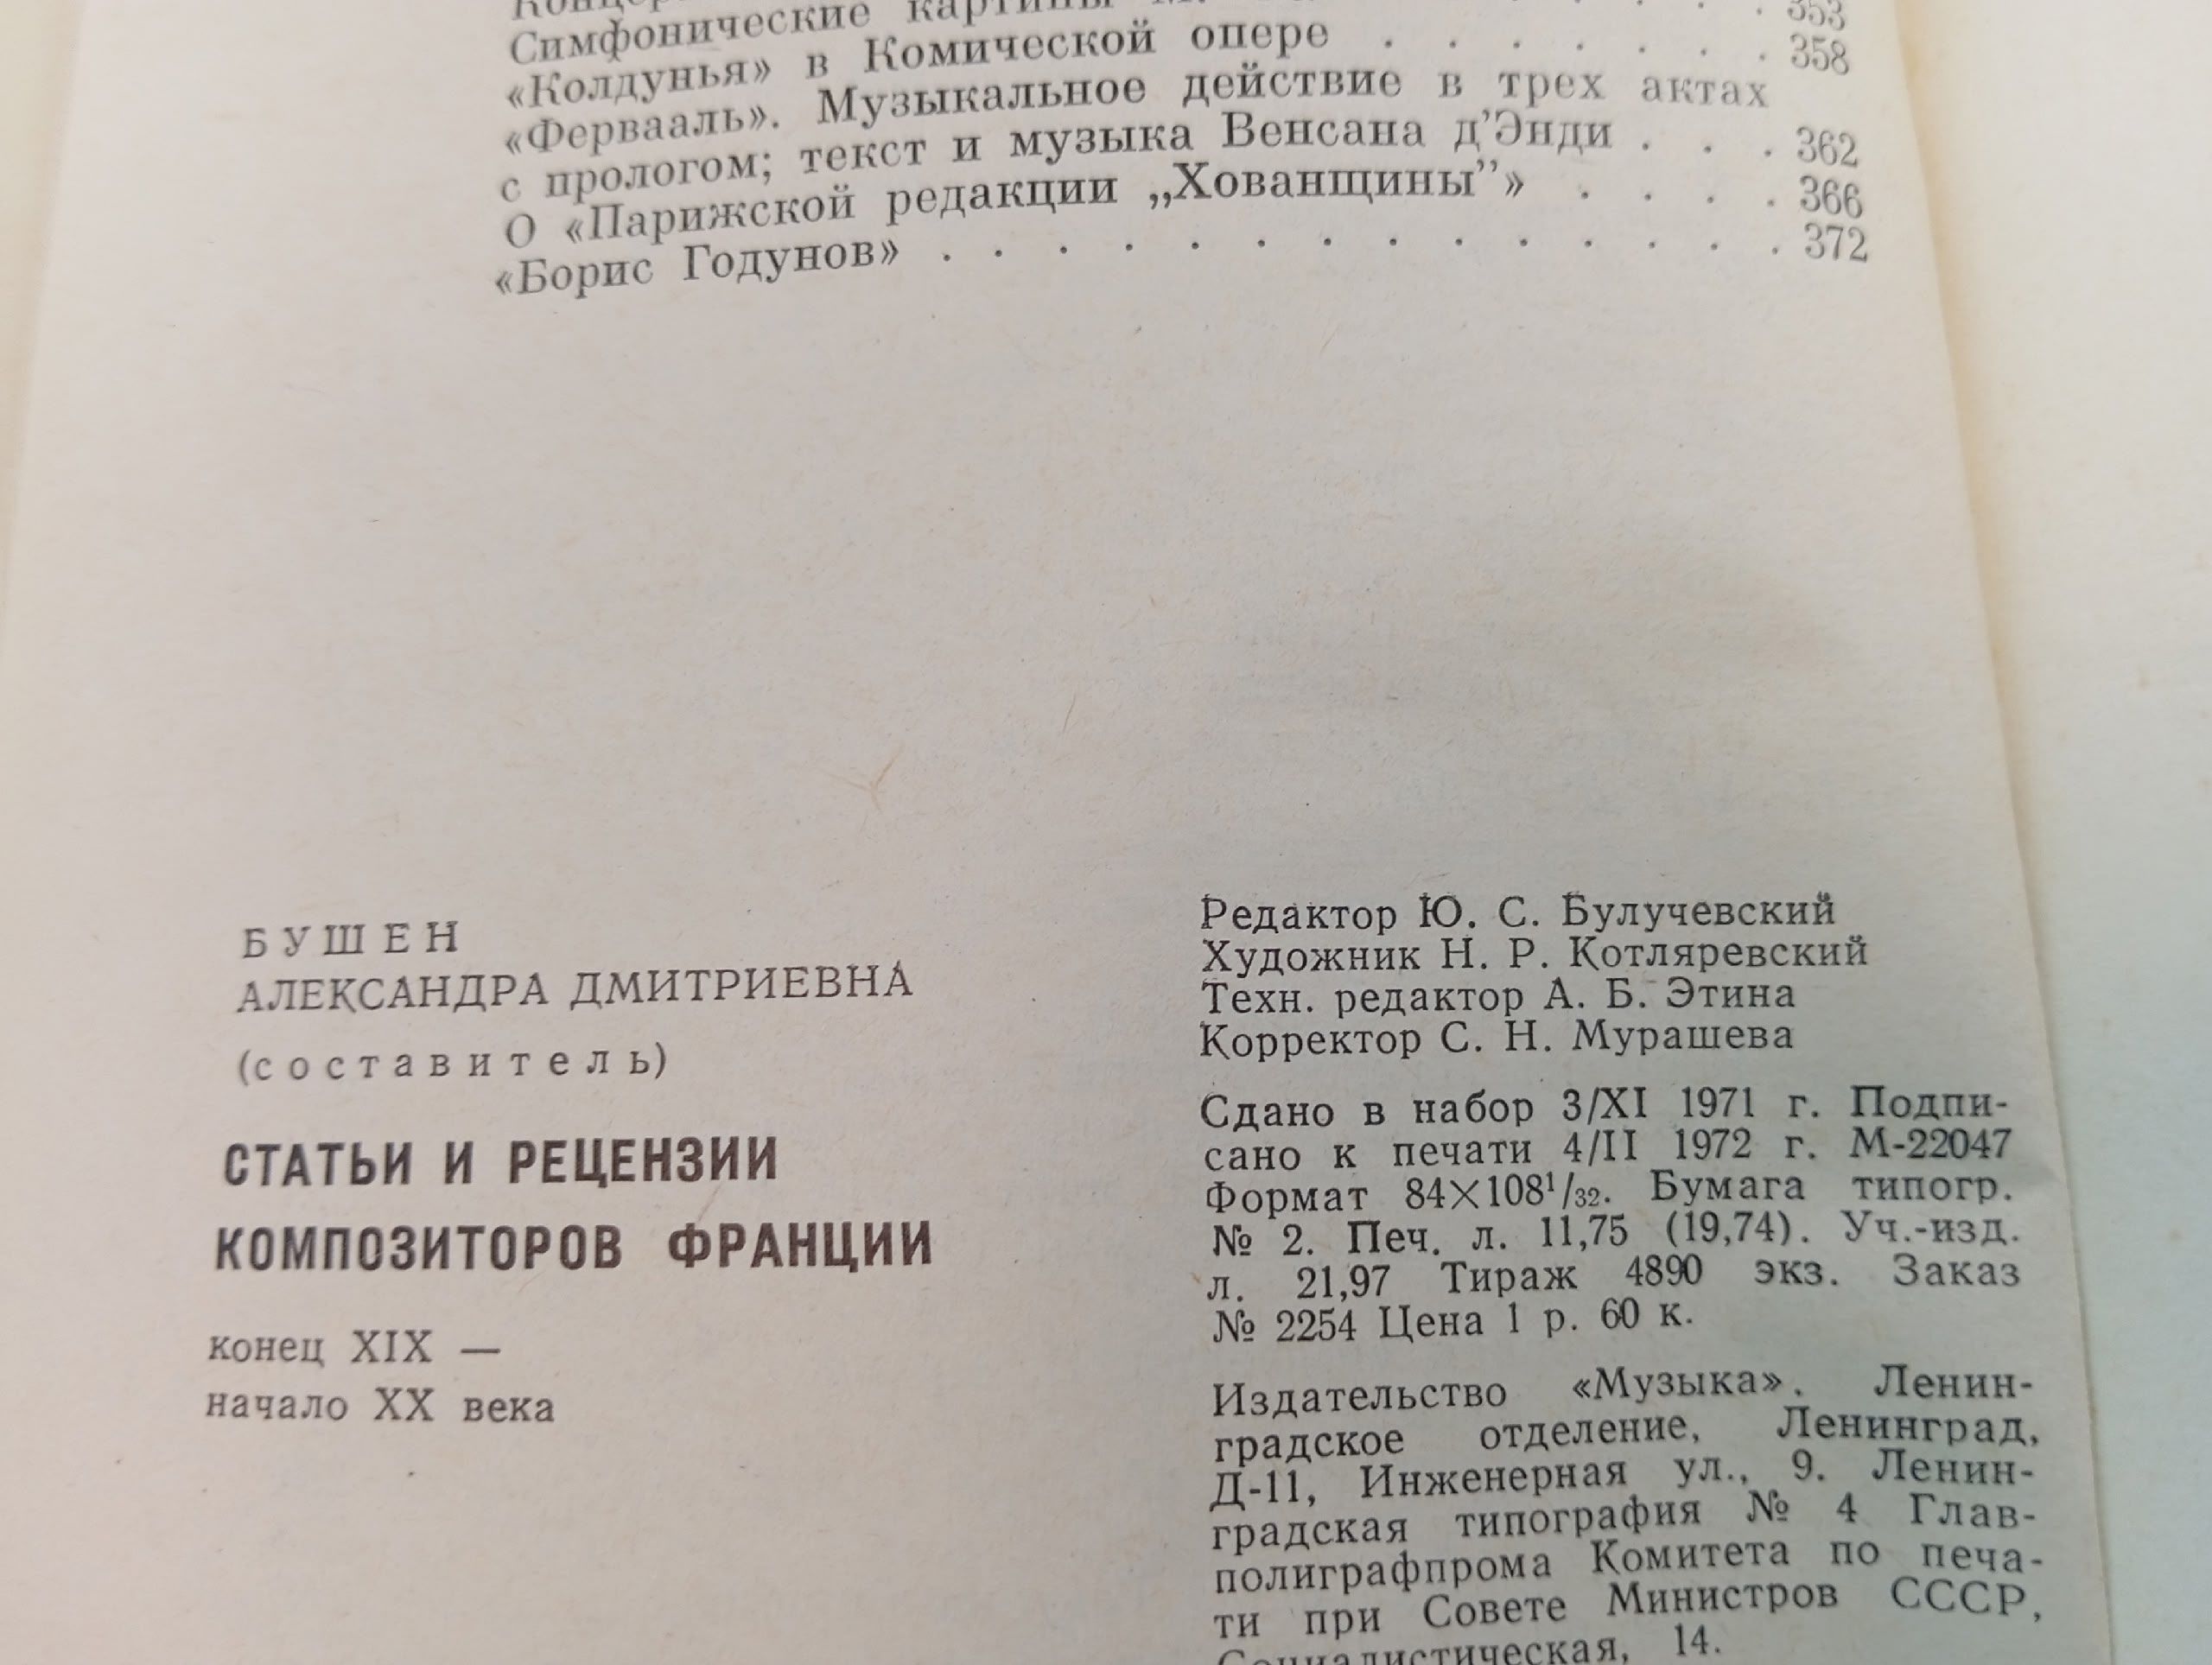 Симфонические картины . . . 353
«Колдунья» в Комической опере . . . . . . . 358
«Фервааль». Музыкальное действие в трех актах
с прологом; текст и музыка Венсана д'Энди . . . 362
О «Парижской редакции „Хованщины”» . . . . 366
«Борис Годунов» . . . . . . . . . . . . . . 372
БУШЕН
АЛЕКСАНДРА ДМИТРИЕВНА
(составитель)
СТАТЬИ И РЕЦЕНЗИИ
КОМПОЗИТОРОВ ФРАНЦИИ
конец XIX —
начало XX века
Редактор Ю. С. Булучевский
Художник Н. Р. Котляревский
Техн. редактор А. Б. Этина
Корректор С. Н. Мурашева
Сдано в набор 3/XI 1971 г. Подпи-
сано к печати 4/II 1972 г. М-22047
Формат 84×108¹/₃₂. Бумага типогр.
№ 2. Печ. л. 11,75 (19,74). Уч.-изд.
л. 21,97 Тираж 4890 экз. Заказ
№ 2254 Цена 1 р. 60 к.
Издательство «Музыка». Ленин-
градское отделение, Ленинград,
Д-11, Инженерная ул., 9. Ленин-
градская типография № 4 Глав-
полиграфпрома Комитета по печа-
ти при Совете Министров СССР,
Социалистическая, 14.